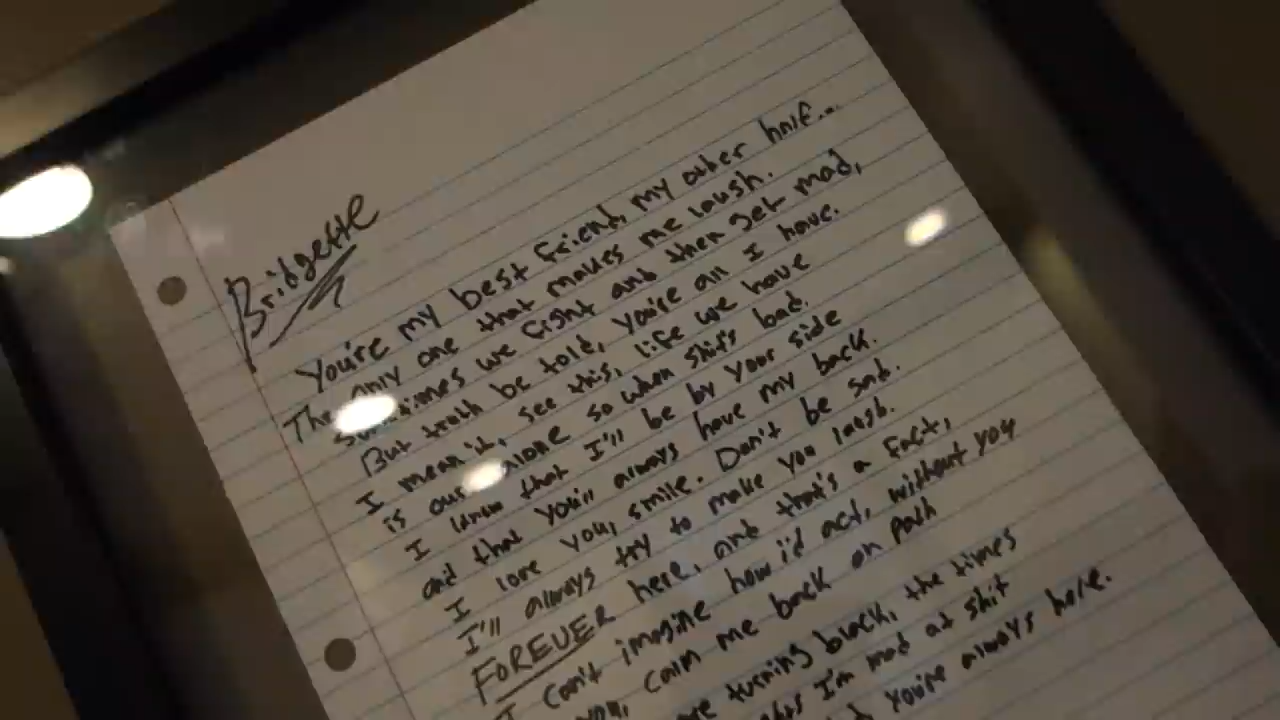 Bridgette
You're my best friend, my other half...
The only one that makes me laugh.
Sometimes we fight and then get mad,
But truth be told, you're all I have.
I mean it, see this, life we have
is ours alone so when shit's bad,
I know that I'll be by your side
and that you'll always have my back.
I love you, smile. Don't be sad.
I'll always try to make you laugh.
FOREVER here, and that's a fact,
I can't imagine how i'd act, without you
you, calm me back on path
turning black, the times
I'm mad at shit
you're always here.